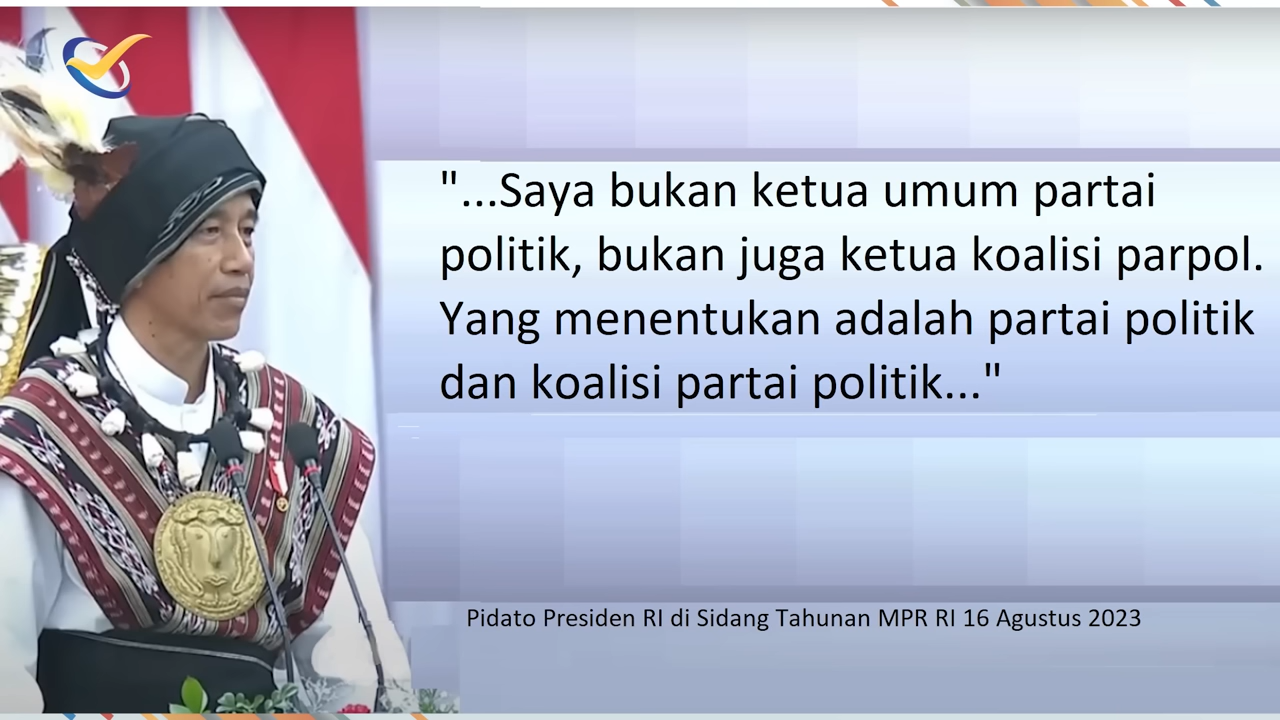 "...Saya bukan ketua umum partai
politik, bukan juga ketua koalisi parpol.
Yang menentukan adalah partai politik
dan koalisi partai politik..."
Pidato Presiden RI di Sidang Tahunan MPR RI 16 Agustus 2023